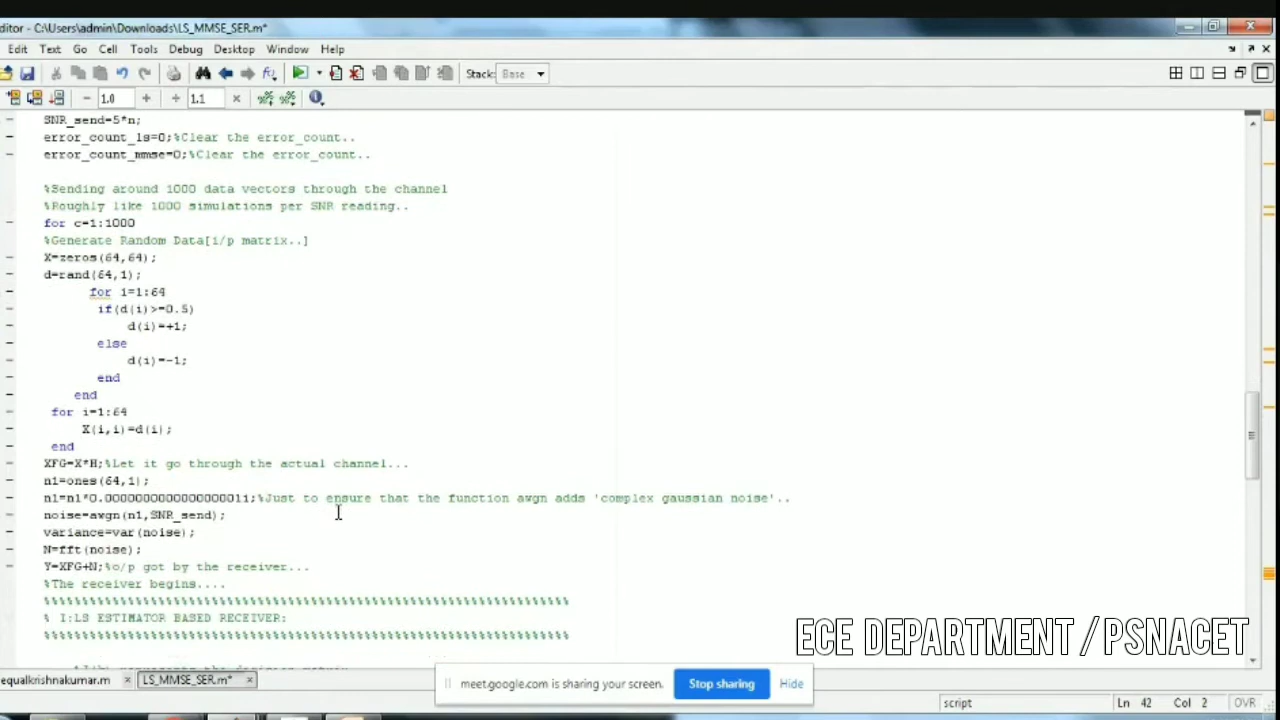 ditor - C:\Users\admin\Downloads\LS_MMSE_SER.m*
Edit Text Go Cell Tools Debug Desktop Window Help
Stack: Base
1.0 1.1
SNR_send=5*n;
error_count_ls=0;%Clear the error_count..
error_count_mmse=0;%Clear the error_count..
%Sending around 1000 data vectors through the channel
%Roughly like 1000 simulations per SNR reading..
for c=1:1000
%Generate Random Data[i/p matrix..]
X=zeros(64,64);
d=rand(64,1);
for i=1:64
if(d(i)>=0.5)
d(i)=+1;
else
d(i)=-1;
end
end
for i=1:64
X(i,i)=d(i);
end
XFG=X*H;%Let it go through the actual channel...
n1=ones(64,1);
n1=n1*0.000000000000000001i;%Just to ensure that the function awgn adds 'complex gaussian noise'..
noise=awgn(n1,SNR_send);
variance=var(noise);
N=fft(noise);
Y=XFG+N;%o/p got by the receiver...
%The receiver begins....
%%%%%%%%%%%%%%%%%%%%%%%%%%%%%%%%%%%%%%%%%%%%%%%%%%%%%%%%%%%%%%%%%%%%%
% I:LS ESTIMATOR BASED RECEIVER:
%%%%%%%%%%%%%%%%%%%%%%%%%%%%%%%%%%%%%%%%%%%%%%%%%%%%%%%%%%%%%%%%%%%%%
ECE DEPARTMENT / PSNACET
equalkrishnakumar.m LS_MMSE_SER.m*
meet.google.com is sharing your screen. Stop sharing Hide
script Ln 42 Col 2 OVR